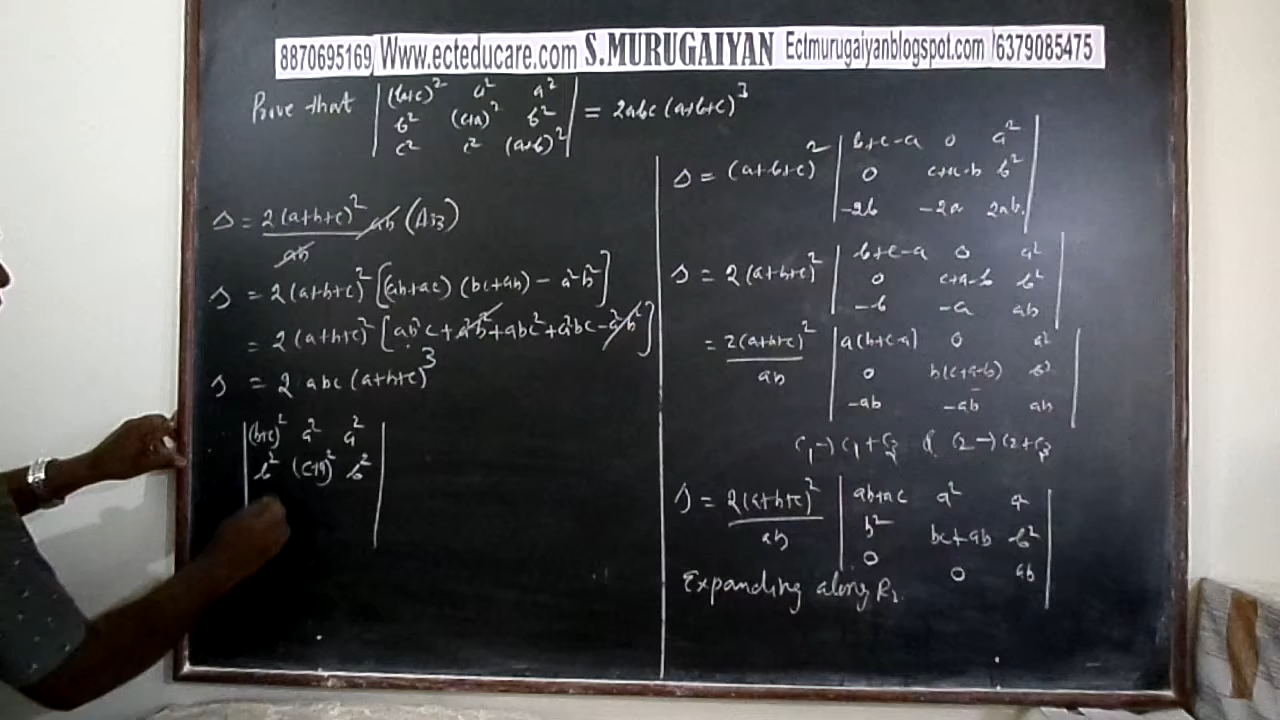 8870695169 Www.ecteducare.com S.MURUGAIYAN Ectmurugaiyanblogspot.com /6379085475
Prove that | (b+c)² a² a² | = 2abc (a+b+c)³
| b² (c+a)² b² |
| c² c² (a+b)² |
Δ = 2(a+b+c)² / ab ab (A33)
Δ = 2(a+b+c)² [(ab+ac) (bc+ab) - a²b²]
= 2(a+b+c)² [ab²c + a²b² + abc² + a²bc - a²b²]
Δ = 2abc (a+b+c)³
| (b+c)² a² a² |
| b² (c+a)² b² |
Δ = (a+b+c)² | b+c-a 0 a² |
| 0 c+a-b b² |
| -2b -2a 2ab |
Δ = 2(a+b+c)² | b+c-a 0 a² |
| 0 c+a-b b² |
| -b -a ab |
= 2(a+b+c)² / ab | a(b+c-a) 0 a² |
| 0 b(c+a-b) b² |
| -ab -ab ab |
C1→C1+C3 & C2→C2+C3
Δ = 2(a+b+c)² / ab | ab+ac a² a² |
| b² bc+ab b² |
| 0 0 ab |
Expanding along R3.